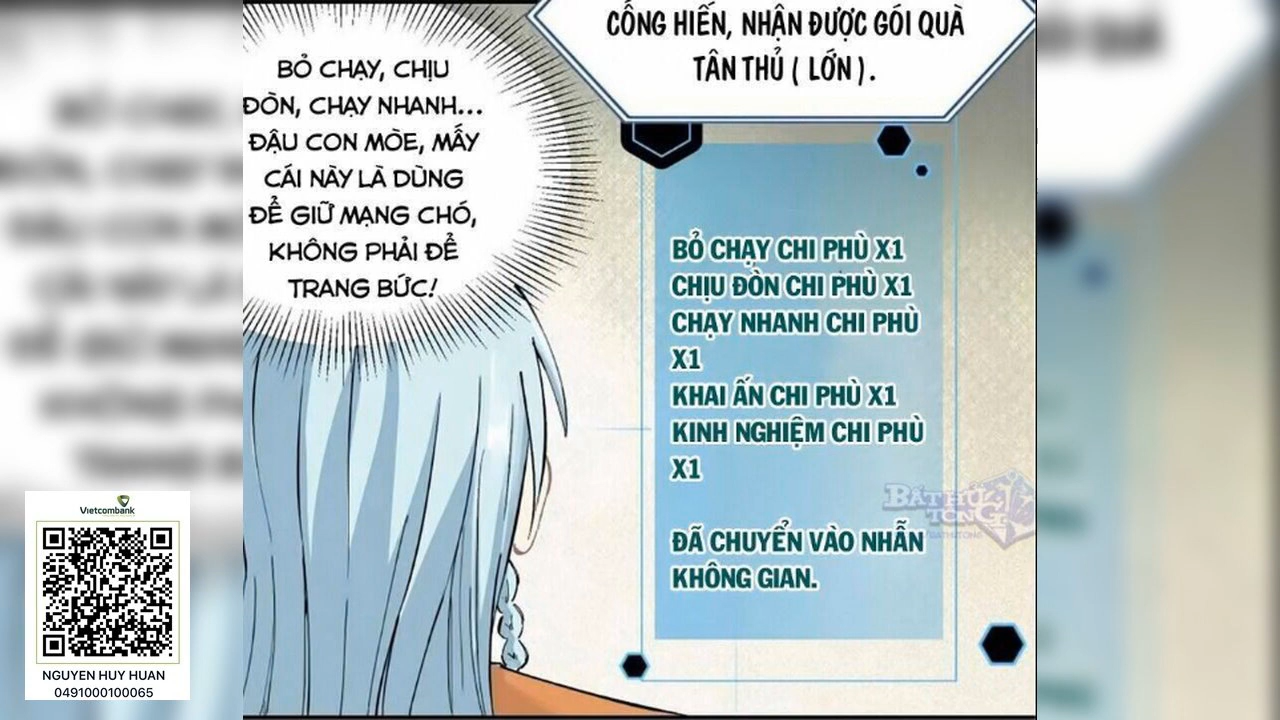 CỐNG HIẾN, NHẬN ĐƯỢC GÓI QUÀ
TÂN THỦ ( LỚN ).
BỎ CHẠY, CHỊU
ĐÒN, CHẠY NHANH...
ĐẬU CON MÒE, MẤY
CÁI NÀY LÀ DÙNG
ĐỂ GIỮ MẠNG CHÓ,
KHÔNG PHẢI ĐỂ
TRANG BỨC!
BỎ CHẠY CHI PHÙ X1
CHỊU ĐÒN CHI PHÙ X1
CHẠY NHANH CHI PHÙ
X1
KHAI ẤN CHI PHÙ X1
KINH NGHIỆM CHI PHÙ
X1
ĐÃ CHUYỂN VÀO NHẪN
KHÔNG GIAN.
Vietcombank
NGUYEN HUY HUAN
0491000100065